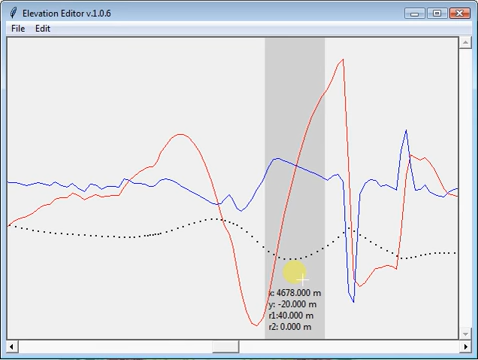 Elevation Editor v.1.0.6
File Edit
x: 4678.000 m
y: -20.000 m
r1:40.000 m
r2: 0.000 m